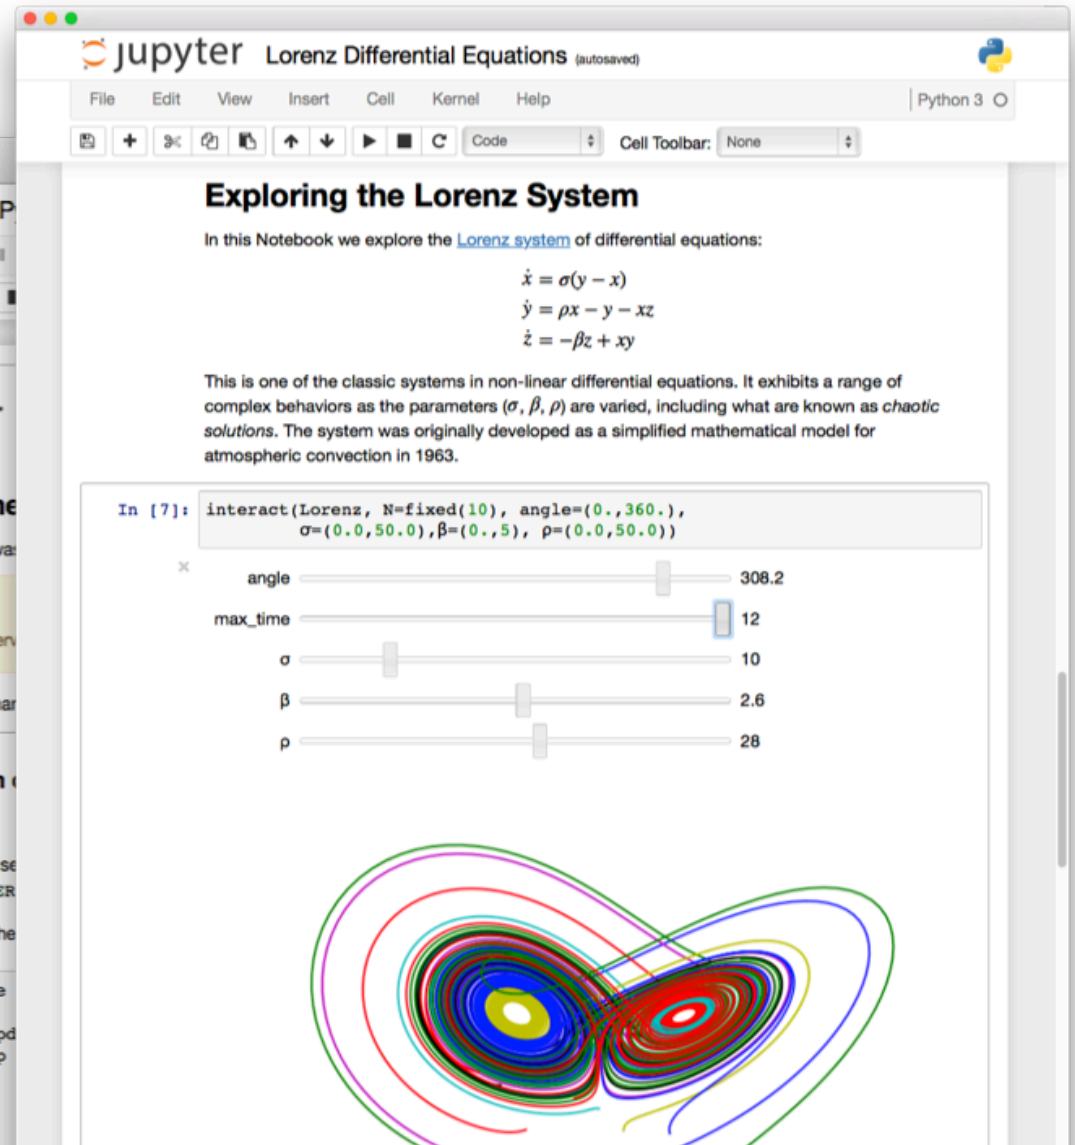 jupyter Lorenz Differential Equations (autosaved)
File Edit View Insert Cell Kernel Help Python 3
Code Cell Toolbar: None
Exploring the Lorenz System
In this Notebook we explore the Lorenz system of differential equations:
ẋ = σ(y − x)
ẏ = ρx − y − xz
ż = −βz + xy
This is one of the classic systems in non-linear differential equations. It exhibits a range of
complex behaviors as the parameters (σ, β, ρ) are varied, including what are known as chaotic
solutions. The system was originally developed as a simplified mathematical model for
atmospheric convection in 1963.
In [7]: interact(Lorenz, N=fixed(10), angle=(0.,360.),
σ=(0.0,50.0),β=(0.,5), ρ=(0.0,50.0))
angle 308.2
max_time 12
σ 10
β 2.6
ρ 28